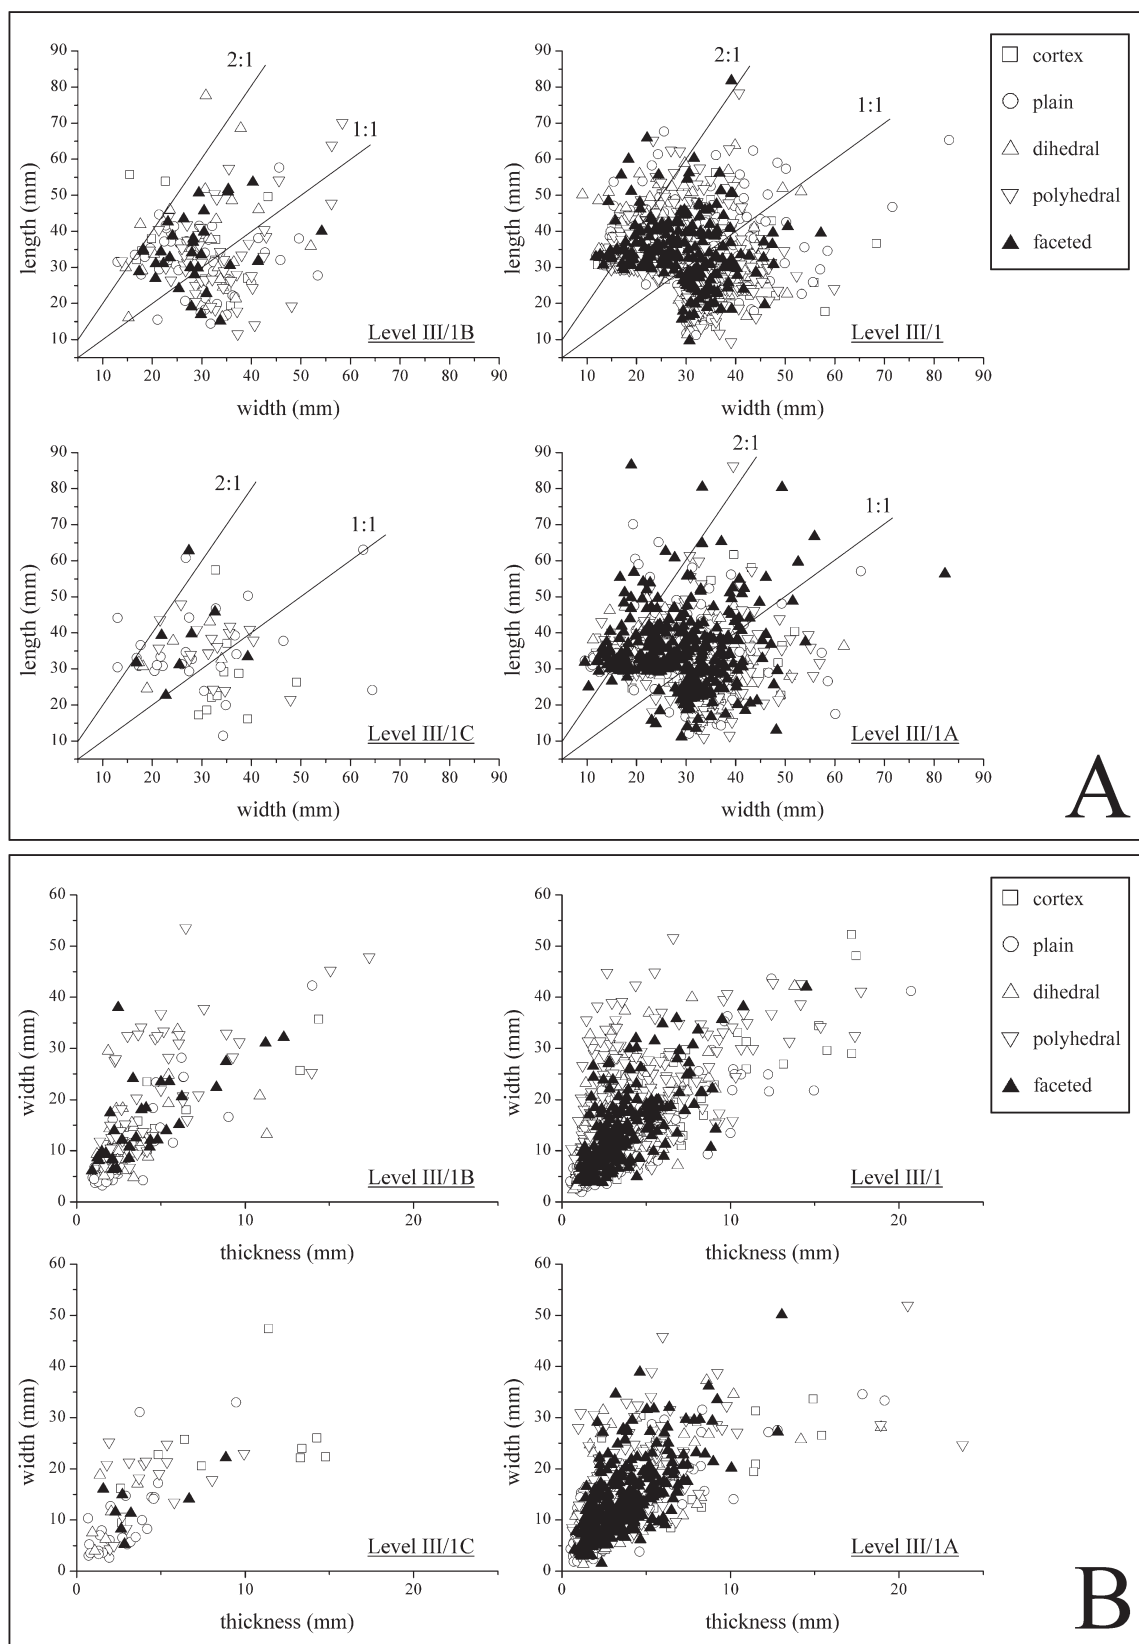 90
80
70
60
50
40
30
20
10
length (mm)
2:1
1:1
Level III/1B
10 20 30 40 50 60 70 80 90
width (mm)
90
80
70
60
50
40
30
20
10
length (mm)
2:1
1:1
Level III/1
10 20 30 40 50 60 70 80 90
width (mm)
cortex
plain
dihedral
polyhedral
faceted
90
80
70
60
50
40
30
20
10
length (mm)
2:1
1:1
Level III/1C
10 20 30 40 50 60 70 80 90
width (mm)
90
80
70
60
50
40
30
20
10
length (mm)
2:1
1:1
Level III/1A
10 20 30 40 50 60 70 80 90
width (mm)
A
60
50
40
30
20
10
0
width (mm)
Level III/1B
0 10 20
thickness (mm)
60
50
40
30
20
10
0
width (mm)
Level III/1
0 10 20
thickness (mm)
cortex
plain
dihedral
polyhedral
faceted
60
50
40
30
20
10
0
width (mm)
Level III/1C
0 10 20
thickness (mm)
60
50
40
30
20
10
0
width (mm)
Level III/1A
0 10 20
thickness (mm)
B